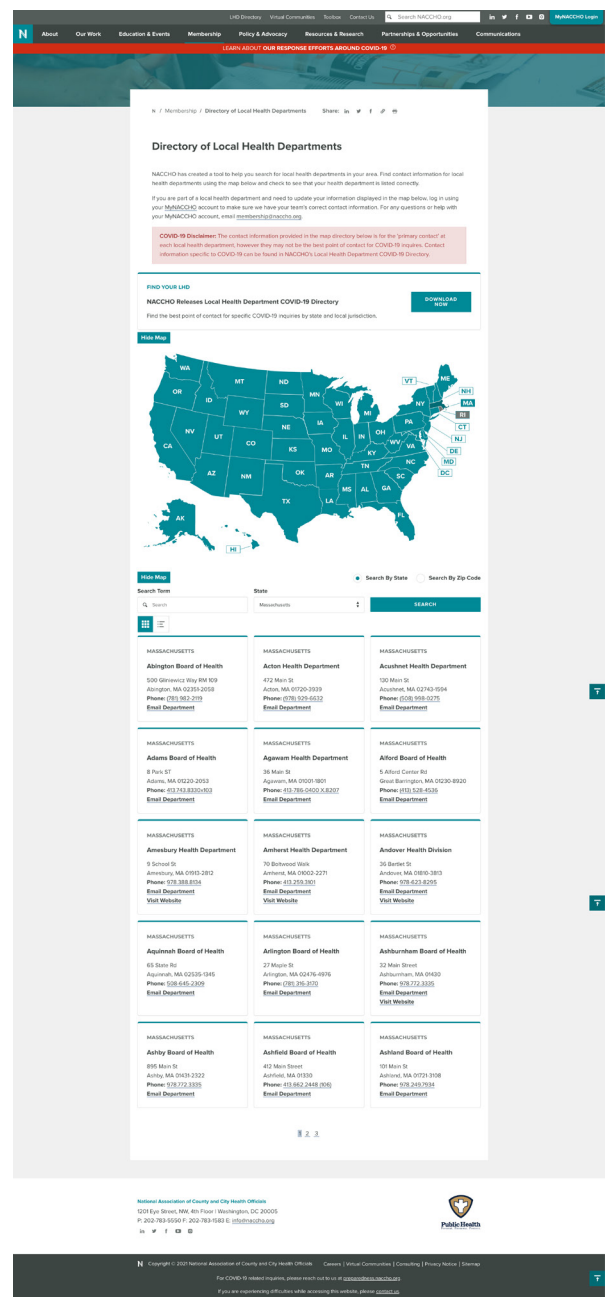 LHD Directory Virtual Communities Toolbox Contact Us Search NACCHO.org MyNACCHO Login
N About Our Work Education & Events Membership Policy & Advocacy Resources & Research Partnerships & Opportunities Communications
LEARN ABOUT OUR RESPONSE EFFORTS AROUND COVID-19
N / Membership / Directory of Local Health Departments Share:
Directory of Local Health Departments
NACCHO has created a tool to help you search for local health departments in your area. Find contact information for local
health departments using the map below and check to see that your health department is listed correctly.
If you are part of a local health department and need to update your information displayed in the map below, log in using
your MyNACCHO account to make sure we have your team's correct contact information. For any questions or help with
your MyNACCHO account, email membership@naccho.org.
COVID-19 Disclaimer: The contact information provided in the map directory below is for the 'primary contact' at
each local health department, however they may not be the best point of contact for COVID-19 inquires. Contact
information specific to COVID-19 can be found in NACCHO's Local Health Department COVID-19 Directory.
FIND YOUR LHD
NACCHO Releases Local Health Department COVID-19 Directory
Find the best point of contact for specific COVID-19 inquiries by state and local jurisdiction.
DOWNLOAD
NOW
Hide Map
WA MT ND MN WI MI VT ME NH
OR ID WY SD IA NY MA RI
NV UT CO NE IL IN OH PA CT NJ
CA KS MO KY WV VA DE MD
AZ NM OK AR TN NC SC DC
TX LA MS AL GA FL
AK HI
Hide Map Search By State Search By Zip Code
Search Term State
Search Massachusetts SEARCH
MASSACHUSETTS
Abington Board of Health
500 Gliniewicz Way RM 109
Abington, MA 02351-2058
Phone: (781) 982-2119
Email Department
MASSACHUSETTS
Acton Health Department
472 Main St
Acton, MA 01720-3939
Phone: (978) 929-6632
Email Department
MASSACHUSETTS
Acushnet Health Department
130 Main St
Acushnet, MA 02743-1594
Phone: (508) 998-0275
Email Department
MASSACHUSETTS
Adams Board of Health
8 Park ST
Adams, MA 01220-2053
Phone: 413.743.8330x103
Email Department
MASSACHUSETTS
Agawam Health Department
36 Main St
Agawam, MA 01001-1801
Phone: 413-786-0400 X.8207
Email Department
MASSACHUSETTS
Alford Board of Health
5 Alford Center Rd
Great Barrington, MA 01230-8920
Phone: (413) 528-4536
Email Department
MASSACHUSETTS
Amesbury Health Department
9 School St
Amesbury, MA 01913-2812
Phone: 978.388.8134
Email Department
Visit Website
MASSACHUSETTS
Amherst Health Department
70 Boltwood Walk
Amherst, MA 01002-2271
Phone: 413.259.3101
Email Department
Visit Website
MASSACHUSETTS
Andover Health Division
36 Bartlet St
Andover, MA 01810-3813
Phone: 978-623-8295
Email Department
Visit Website
MASSACHUSETTS
Aquinnah Board of Health
65 State Rd
Aquinnah, MA 02535-1345
Phone: 508-645-2309
Email Department
MASSACHUSETTS
Arlington Board of Health
27 Maple St
Arlington, MA 02476-4976
Phone: (781) 316-3170
Email Department
MASSACHUSETTS
Ashburnham Board of Health
32 Main Street
Ashburnham, MA 01430
Phone: 978.772.3335
Email Department
Visit Website
MASSACHUSETTS
Ashby Board of Health
895 Main St
Ashby, MA 01431-2322
Phone: 978.772.3335
Email Department
MASSACHUSETTS
Ashfield Board of Health
412 Main Street
Ashfield, MA 01330
Phone: 413.662.2448 (106)
Email Department
MASSACHUSETTS
Ashland Board of Health
101 Main St
Ashland, MA 01721-3108
Phone: 978.249.7934
Email Department
1 2 3
National Association of County and City Health Officials
1201 Eye Street, NW, 4th Floor | Washington, DC 20005
P: 202-783-5550 F: 202-783-1583 E: info@naccho.org
Public Health
N Copyright © 2021 National Association of County and City Health Officials Careers | Virtual Communities | Consulting | Privacy Notice | Sitemap
For COVID-19 related inquiries, please reach out to us at preparedness.naccho.org.
If you are experiencing difficulties while accessing this website, please contact us.